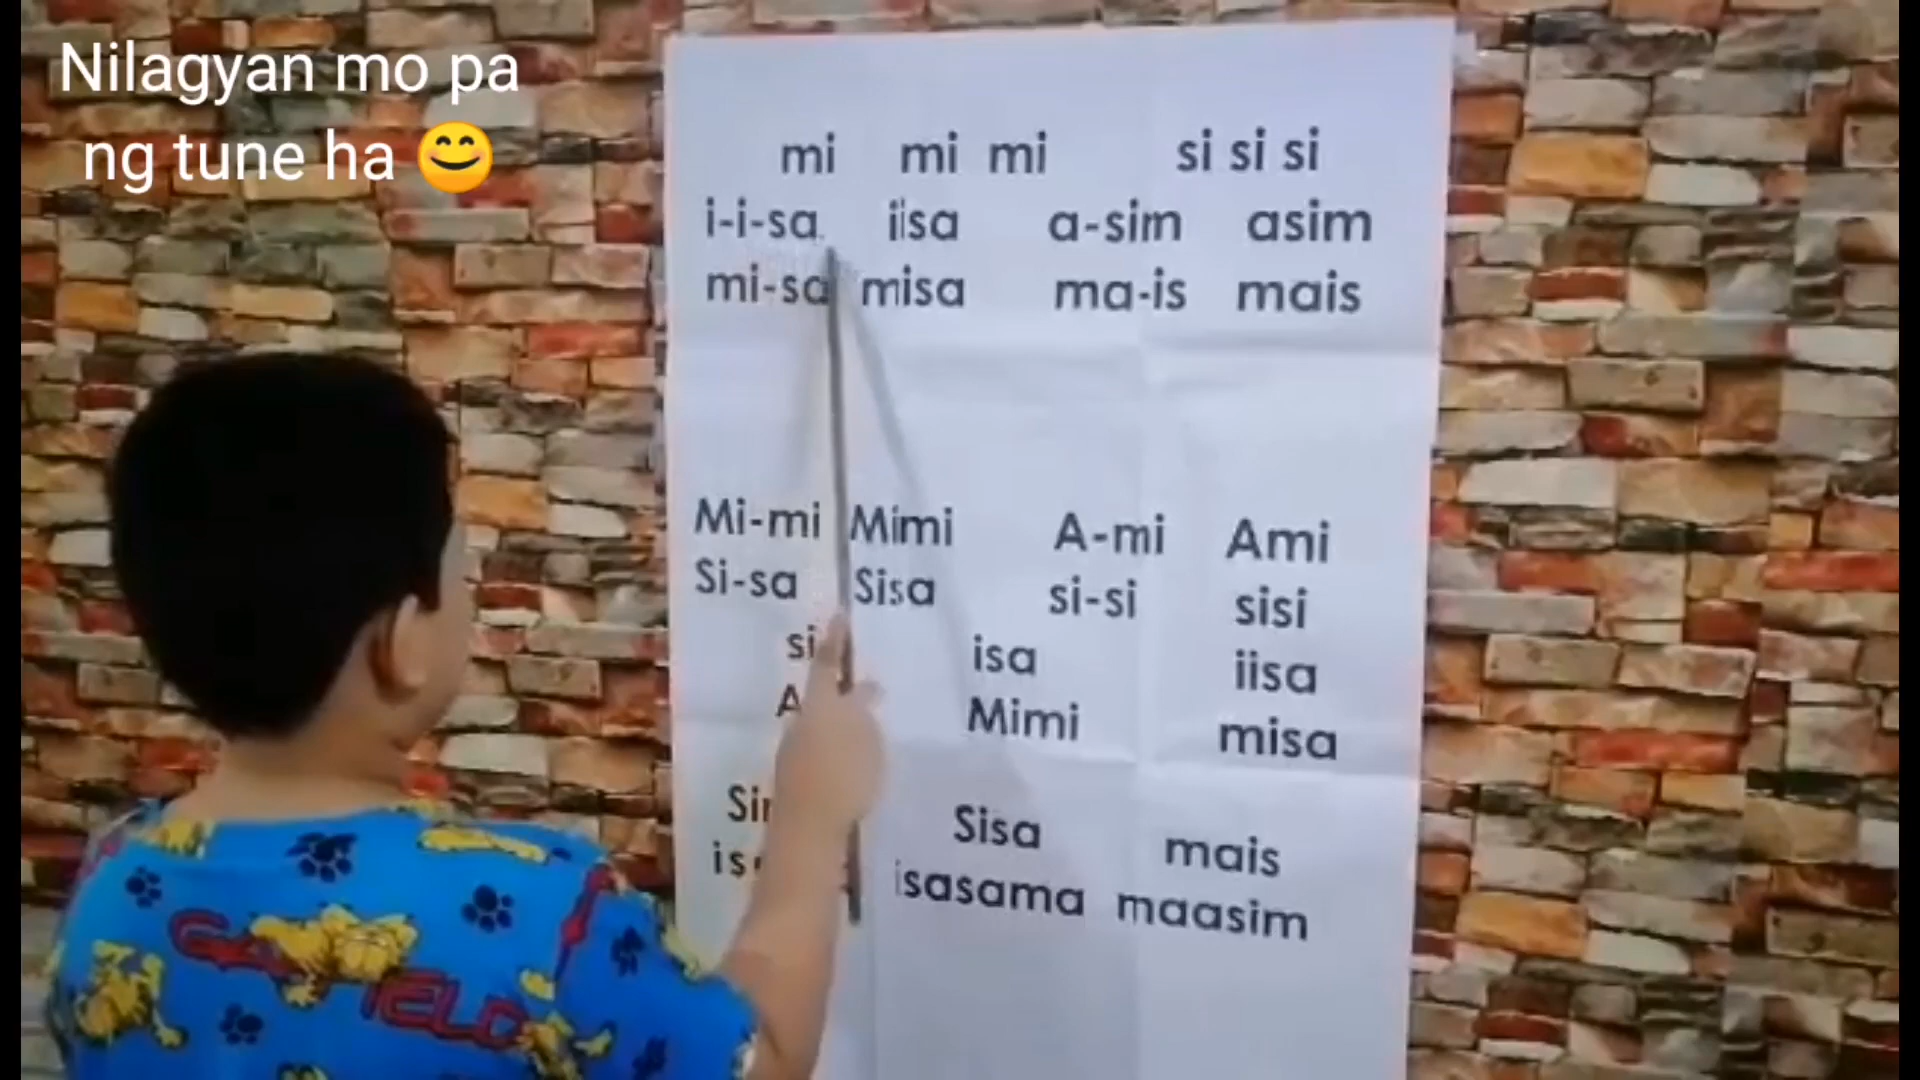 Nilagyan mo pa
ng tune ha 😊
mi mi mi si si si
i-i-sa iisa a-sim asim
mi-sa misa ma-is mais
Mi-mi Mimi A-mi Ami
Si-sa Sisa si-si sisi
isa iisa
Mimi misa
Sisa mais
isasama maasim